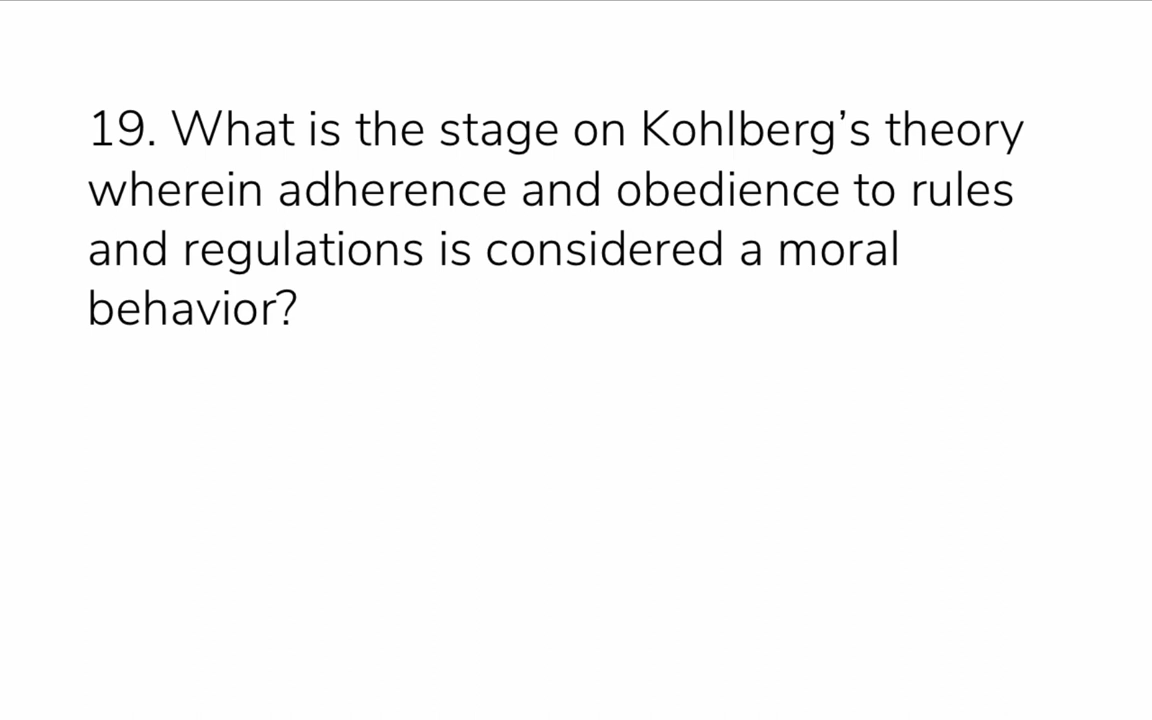 19. What is the stage on Kohlberg’s theory
wherein adherence and obedience to rules
and regulations is considered a moral
behavior?